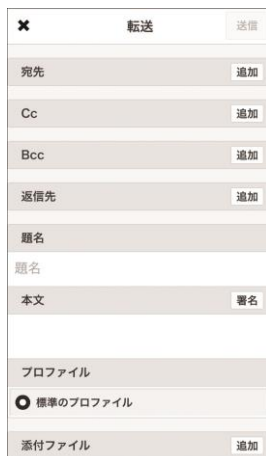 ✖ 転送 送信
宛先 追加
Cc 追加
Bcc 追加
返信先 追加
題名
題名
本文 署名
プロファイル
標準のプロファイル
添付ファイル 追加